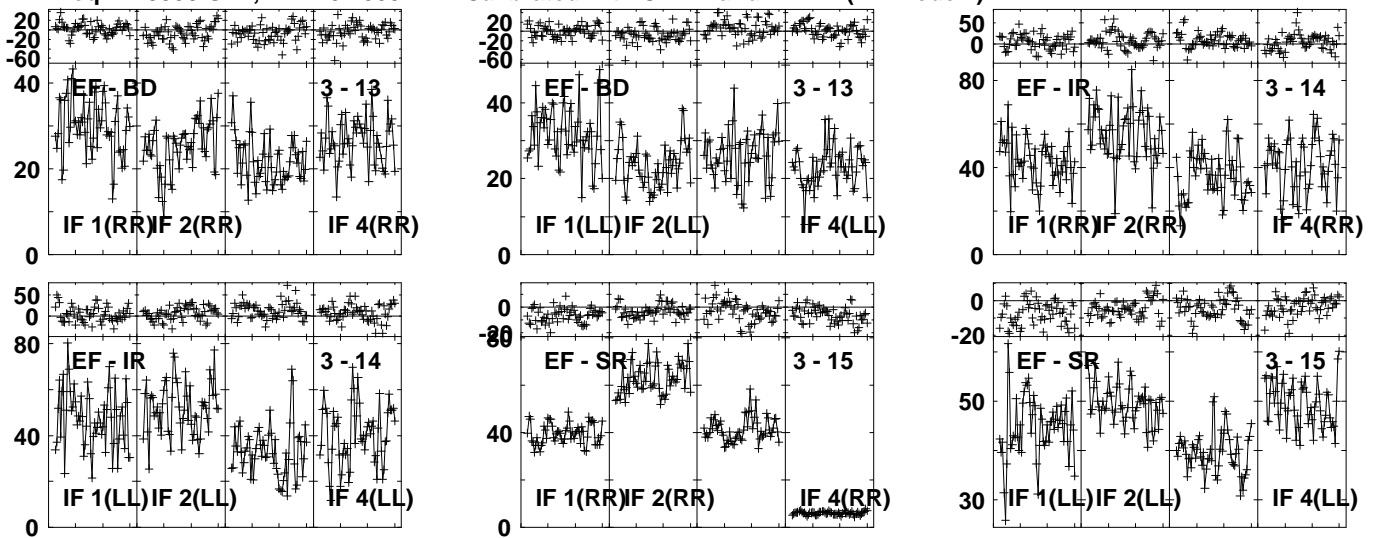 20
-20
-60
40
20
0
EF - BD
3 - 13
IF 1(RR)
IF 2(RR)
IF 4(RR)
20
-20
-60
40
20
0
EF - BD
3 - 13
IF 1(LL)
IF 2(LL)
IF 4(LL)
50
0
80
40
0
EF - IR
3 - 14
IF 1(RR)
IF 2(RR)
IF 4(RR)
50
0
80
40
0
EF - IR
3 - 14
IF 1(LL)
IF 2(LL)
IF 4(LL)
0
-20
80
40
0
EF - SR
3 - 15
IF 1(RR)
IF 2(RR)
IF 4(RR)
0
-20
50
30
EF - SR
3 - 15
IF 1(LL)
IF 2(LL)
IF 4(LL)